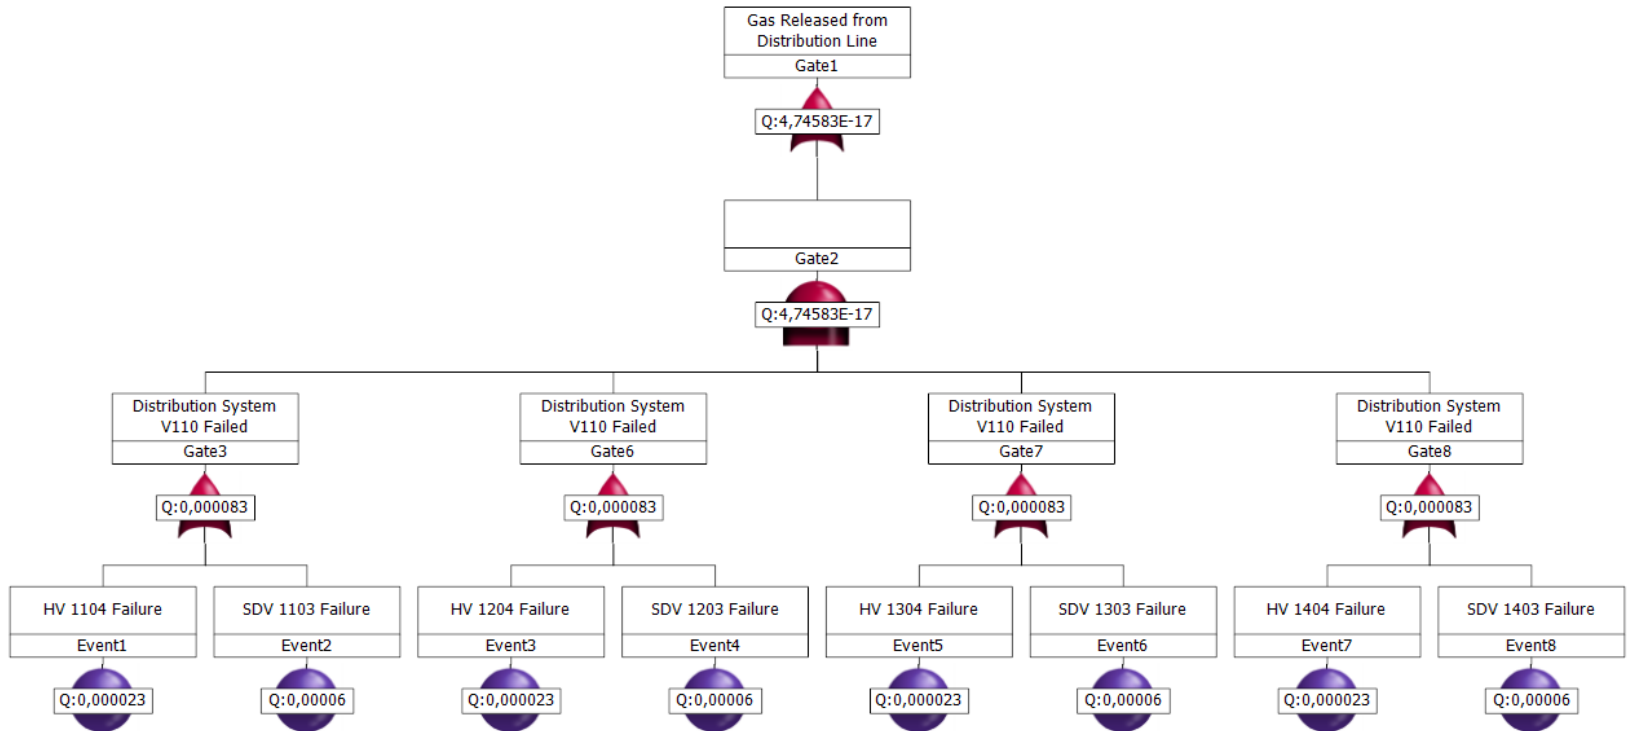 Gas Released from
Distribution Line
Gate1
Q:4,74583E-17
Gate2
Q:4,74583E-17
Distribution System
V110 Failed
Gate3
Q:0,000083
Distribution System
V110 Failed
Gate6
Q:0,000083
Distribution System
V110 Failed
Gate7
Q:0,000083
Distribution System
V110 Failed
Gate8
Q:0,000083
HV 1104 Failure
Event1
Q:0,000023
SDV 1103 Failure
Event2
Q:0,00006
HV 1204 Failure
Event3
Q:0,000023
SDV 1203 Failure
Event4
Q:0,00006
HV 1304 Failure
Event5
Q:0,000023
SDV 1303 Failure
Event6
Q:0,00006
HV 1404 Failure
Event7
Q:0,000023
SDV 1403 Failure
Event8
Q:0,00006